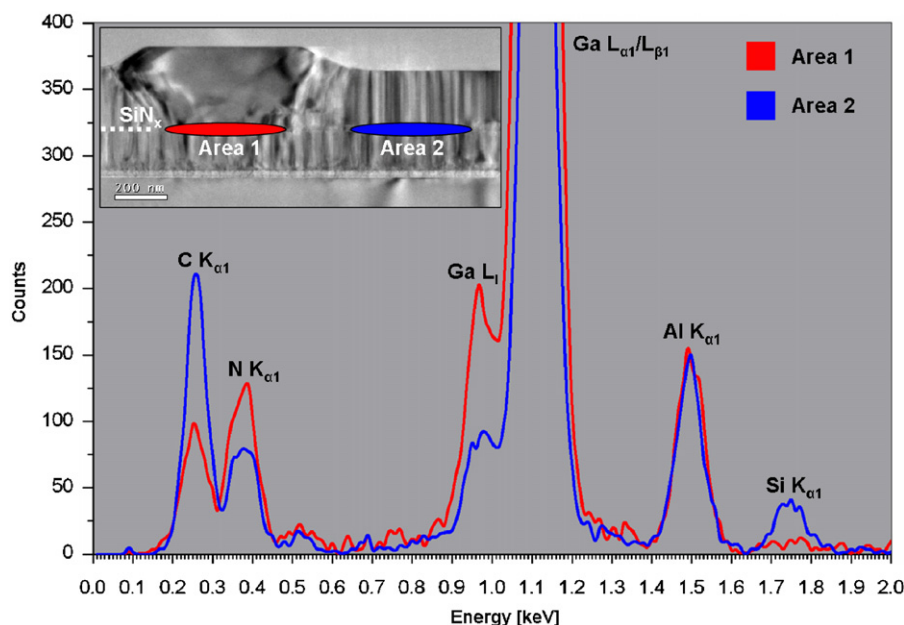 400
350
300
250
200
150
100
50
0
Counts
SiNₓ
Area 1
Area 2
200 nm
C Kα1
N Kα1
Ga Lₗ
Ga Lα1/Lβ1
Al Kα1
Si Kα1
Area 1
Area 2
0.0 0.1 0.2 0.3 0.4 0.5 0.6 0.7 0.8 0.9 1.0 1.1 1.2 1.3 1.4 1.5 1.6 1.7 1.8 1.9 2.0
Energy [keV]